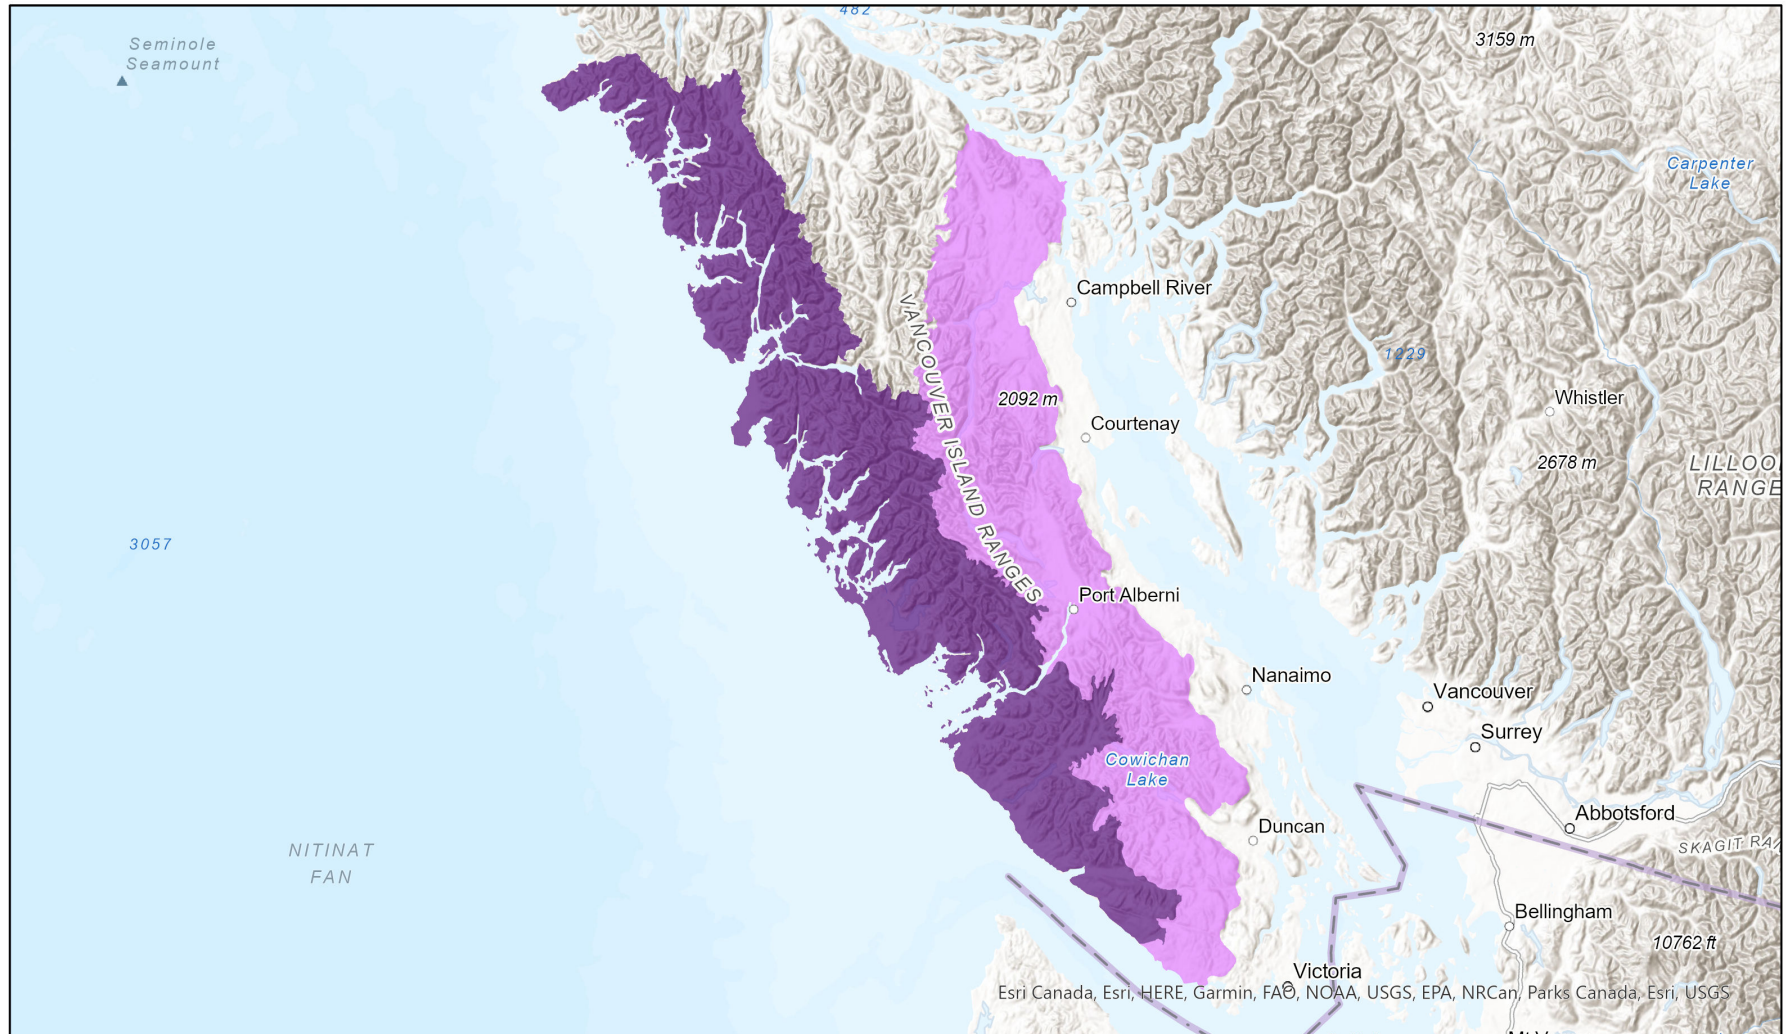 482
Seminole
Seamount
3159 m
Carpenter
Lake
Campbell River
VANCOUVER ISLAND RANGES
1229
2092 m
Whistler
Courtenay
2678 m
LILLOO
RANGE
3057
Port Alberni
Nanaimo
Vancouver
Surrey
Cowichan
Lake
Abbotsford
Duncan
SKAGIT RA
NITINAT
FAN
Bellingham
10762 ft
Victoria
Esri Canada, Esri, HERE, Garmin, FAO, NOAA, USGS, EPA, NRCan, Parks Canada, Esri, USGS